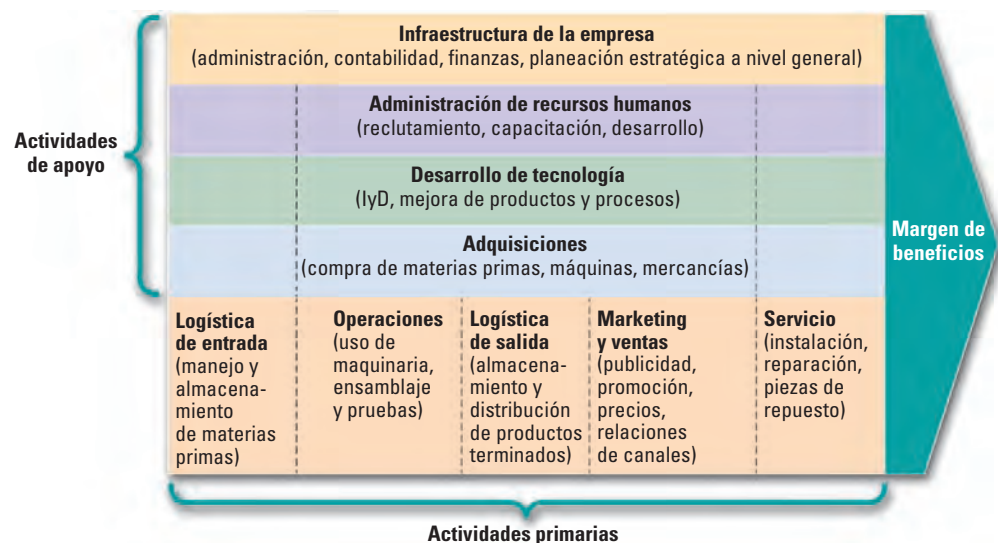 Infraestructura de la empresa
(administración, contabilidad, finanzas, planeación estratégica a nivel general)
Administración de recursos humanos
(reclutamiento, capacitación, desarrollo)
Actividades
de apoyo
Desarrollo de tecnología
(IyD, mejora de productos y procesos)
Adquisiciones
(compra de materias primas, máquinas, mercancías)
Margen de
beneficios
Logística
de entrada
(manejo y
almacena-
miento
de materias
primas)
Operaciones
(uso de
maquinaria,
ensamblaje
y pruebas)
Logística
de salida
(almacena-
miento y
distribución
de productos
terminados)
Marketing
y ventas
(publicidad,
promoción,
precios,
relaciones
de canales)
Servicio
(instalación,
reparación,
piezas de
repuesto)
Actividades primarias